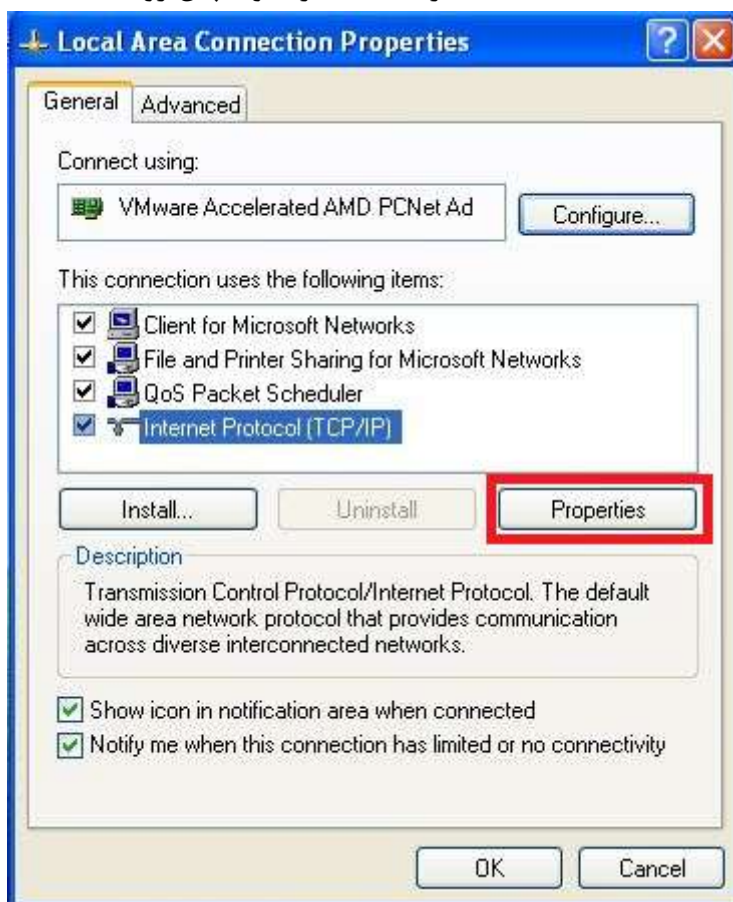 Local Area Connection Properties
General Advanced
Connect using:
VMware Accelerated AMD PCNet Ad
Configure...
This connection uses the following items:
Client for Microsoft Networks
File and Printer Sharing for Microsoft Networks
QoS Packet Scheduler
Internet Protocol (TCP/IP)
Install... Uninstall Properties
Description
Transmission Control Protocol/Internet Protocol. The default
wide area network protocol that provides communication
across diverse interconnected networks.
Show icon in notification area when connected
Notify me when this connection has limited or no connectivity
OK Cancel